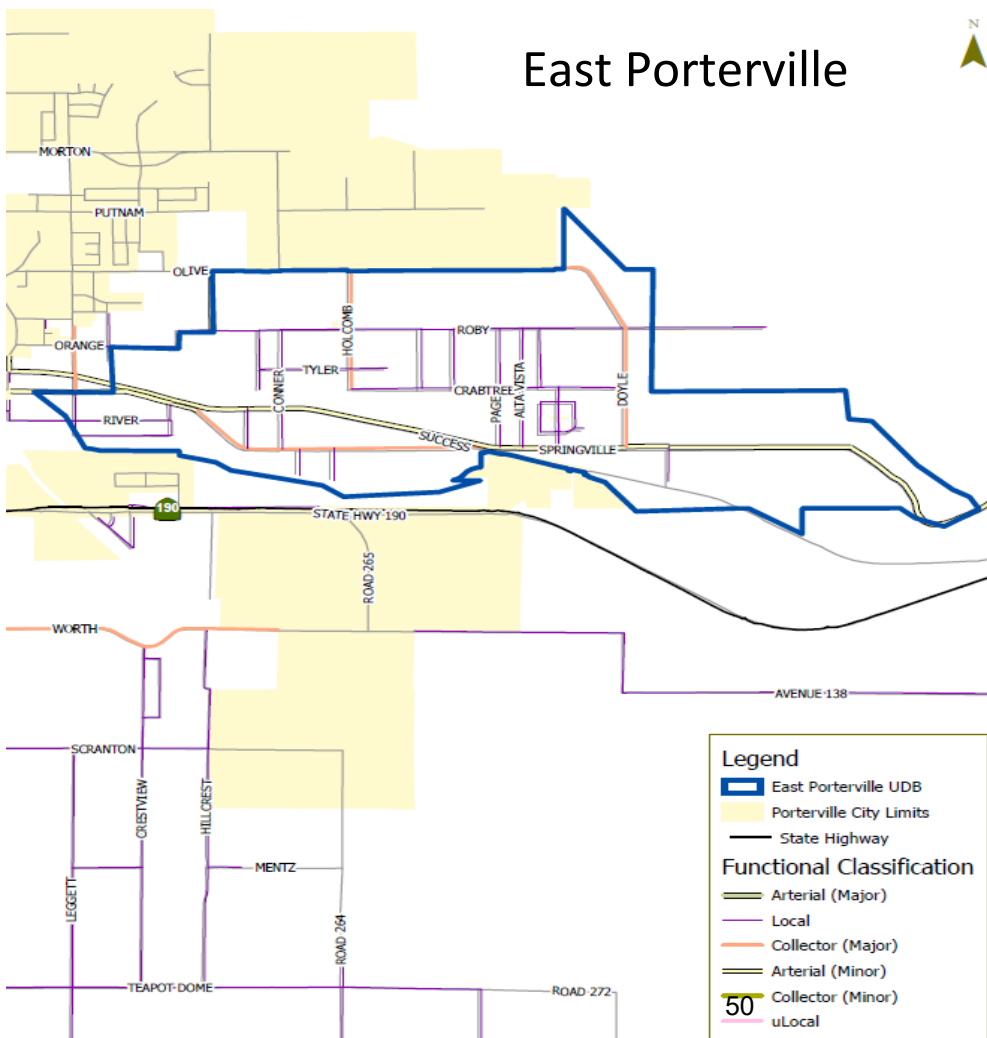 N
East Porterville
MORTON
PUTNAM
OLIVE
HOLCOMB
ROBY
ORANGE
TYLER
CONNER
CRABTREE
PAGE
ALTA VISTA
DOYLE
RIVER
SUCCESS
SPRINGVILLE
190
STATE HWY 190
ROAD 265
WORTH
AVENUE 138
SCRANTON
CRESTVIEW
HILLCREST
MENTZ
LEGGETT
ROAD 264
TEAPOT DOME
ROAD 272
Legend
East Porterville UDB
Porterville City Limits
State Highway
Functional Classification
Arterial (Major)
Local
Collector (Major)
Arterial (Minor)
Collector (Minor)
50
uLocal